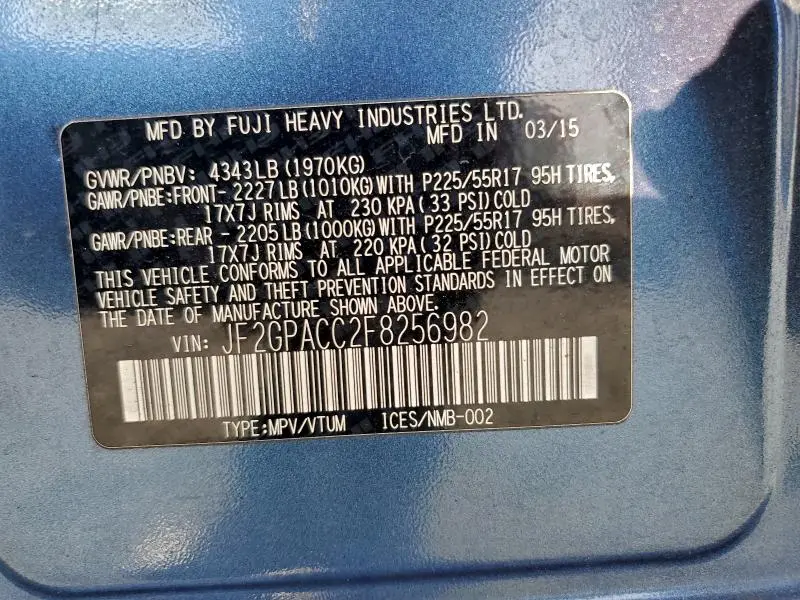 MFD BY FUJI HEAVY INDUSTRIES LTD.
MFD IN 03/15
GVWR/PNBV: 4343LB (1970KG)
GAWR/PNBE:FRONT- 2227LB (1010KG) WITH P225/55R17 95H TIRES,
17X7J RIMS AT 230 KPA ( 33 PSI) COLD
GAWR/PNBE:REAR - 2205LB (1000KG) WITH P225/55R17 95H TIRES,
17X7J RIMS AT 220 KPA ( 32 PSI) COLD
THIS VEHICLE CONFORMS TO ALL APPLICABLE FEDERAL MOTOR
VEHICLE SAFETY AND THEFT PREVENTION STANDARDS IN EFFECT ON
THE DATE OF MANUFACTURE SHOWN ABOVE.
VIN: JF2GPACC2F8256982
TYPE:MPV/VTUM ICES/NMB-002